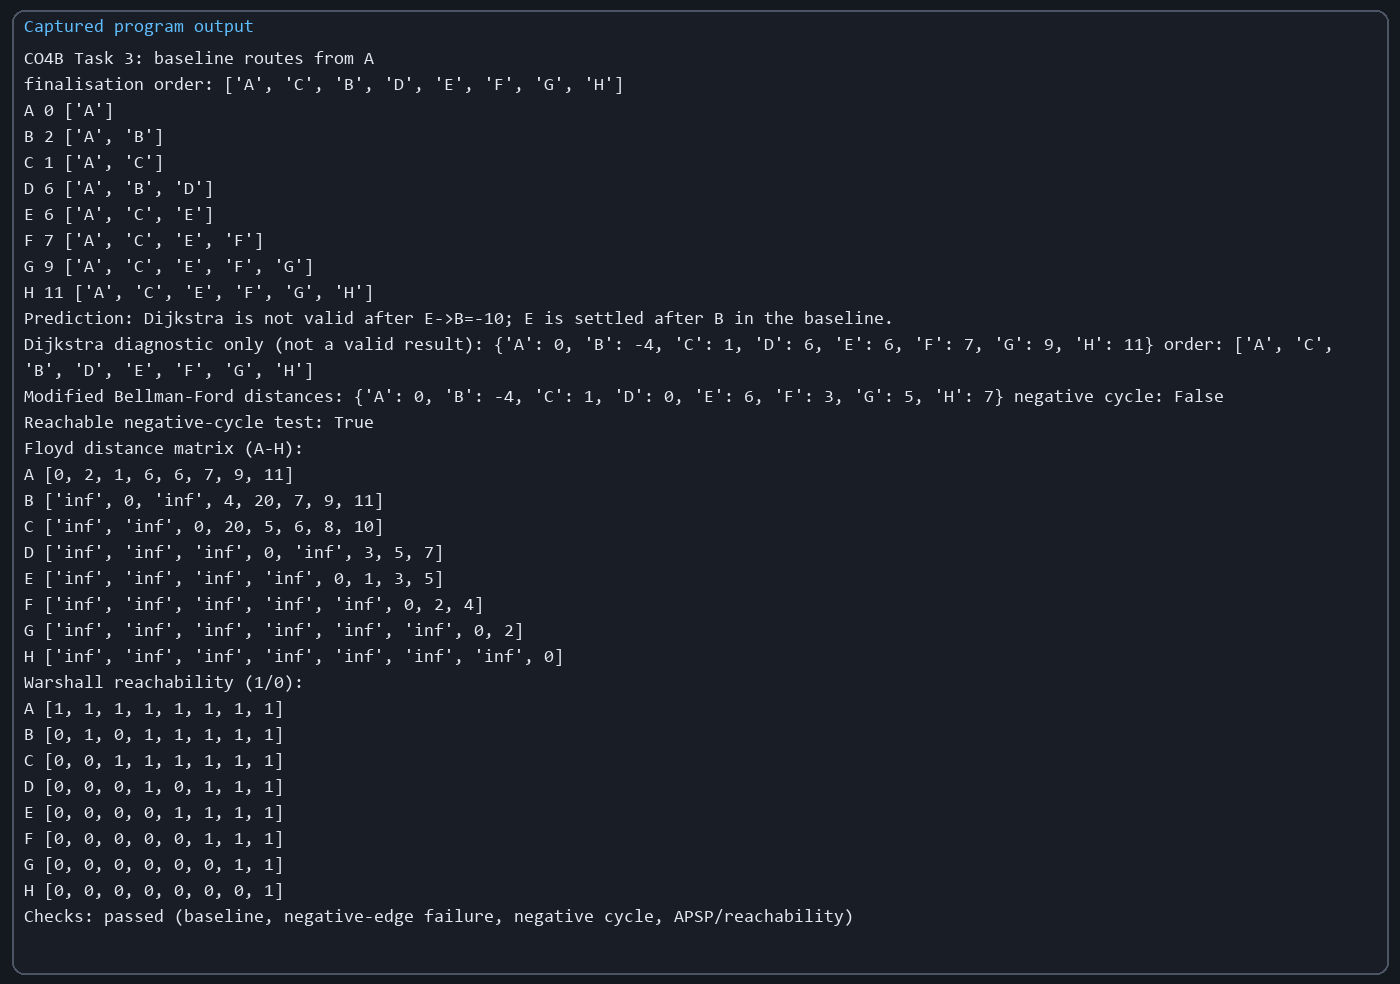 Captured program output
CO4B Task 3: baseline routes from A
finalisation order: ['A', 'C', 'B', 'D', 'E', 'F', 'G', 'H']
A 0 ['A']
B 2 ['A', 'B']
C 1 ['A', 'C']
D 6 ['A', 'B', 'D']
E 6 ['A', 'C', 'E']
F 7 ['A', 'C', 'E', 'F']
G 9 ['A', 'C', 'E', 'F', 'G']
H 11 ['A', 'C', 'E', 'F', 'G', 'H']
Prediction: Dijkstra is not valid after E->B=-10; E is settled after B in the baseline.
Dijkstra diagnostic only (not a valid result): {'A': 0, 'B': -4, 'C': 1, 'D': 6, 'E': 6, 'F': 7, 'G': 9, 'H': 11} order: ['A', 'C',
'B', 'D', 'E', 'F', 'G', 'H']
Modified Bellman-Ford distances: {'A': 0, 'B': -4, 'C': 1, 'D': 0, 'E': 6, 'F': 3, 'G': 5, 'H': 7} negative cycle: False
Reachable negative-cycle test: True
Floyd distance matrix (A-H):
A [0, 2, 1, 6, 6, 7, 9, 11]
B ['inf', 0, 'inf', 4, 20, 7, 9, 11]
C ['inf', 'inf', 0, 20, 5, 6, 8, 10]
D ['inf', 'inf', 'inf', 0, 'inf', 3, 5, 7]
E ['inf', 'inf', 'inf', 'inf', 0, 1, 3, 5]
F ['inf', 'inf', 'inf', 'inf', 'inf', 0, 2, 4]
G ['inf', 'inf', 'inf', 'inf', 'inf', 'inf', 0, 2]
H ['inf', 'inf', 'inf', 'inf', 'inf', 'inf', 'inf', 0]
Warshall reachability (1/0):
A [1, 1, 1, 1, 1, 1, 1, 1]
B [0, 1, 0, 1, 1, 1, 1, 1]
C [0, 0, 1, 1, 1, 1, 1, 1]
D [0, 0, 0, 1, 0, 1, 1, 1]
E [0, 0, 0, 0, 1, 1, 1, 1]
F [0, 0, 0, 0, 0, 1, 1, 1]
G [0, 0, 0, 0, 0, 0, 1, 1]
H [0, 0, 0, 0, 0, 0, 0, 1]
Checks: passed (baseline, negative-edge failure, negative cycle, APSP/reachability)